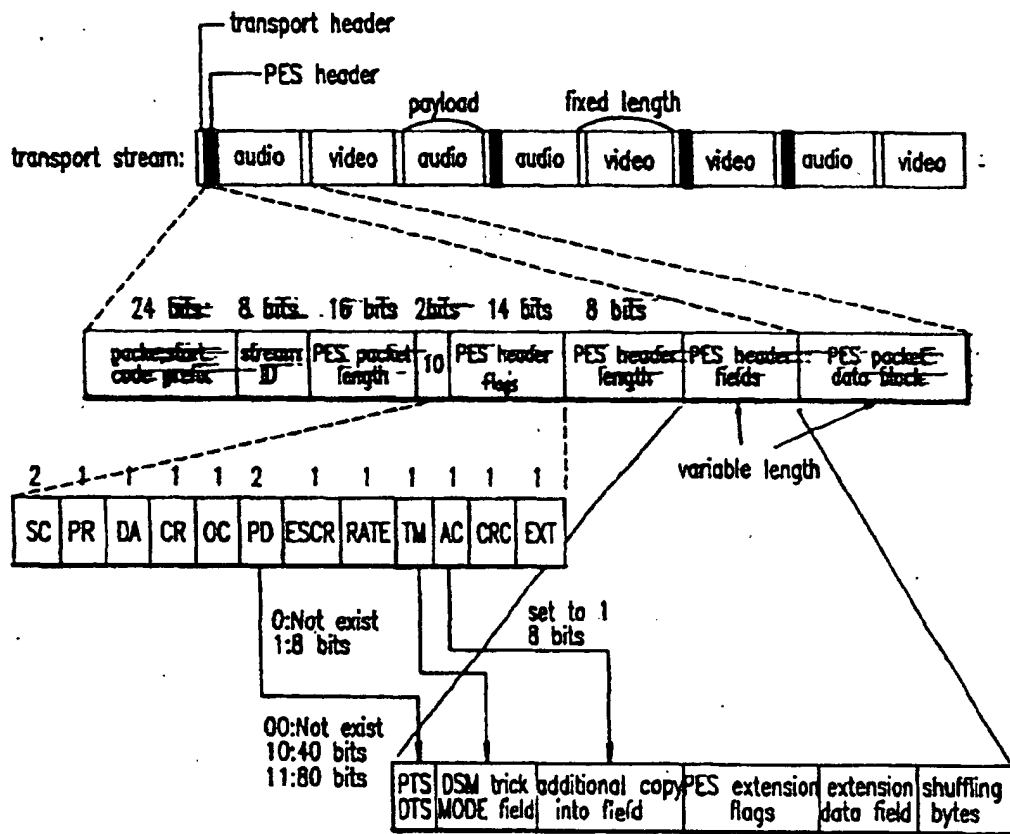 transport header
PES header
payload
fixed length
transport stream:
audio
video
audio
audio
video
video
audio
video
24 bits
8 bits
16 bits
2bits
14 bits
8 bits
packet start
code prefix
stream
ID
PES packet
length
10
PES header
flags
PES header
length
PES header
fields
PES packet
data block
variable length
2 1 1 1 1 2 1 1 1 1 1 1
SC PR DA CR OC PD ESCR RATE TM AC CRC EXT
0:Not exist
1:8 bits
set to 1
8 bits
00:Not exist
10:40 bits
11:80 bits
PTS
DTS
DSM trick
MODE field
additional copy
into field
PES extension
flags
extension
data field
shuffling
bytes